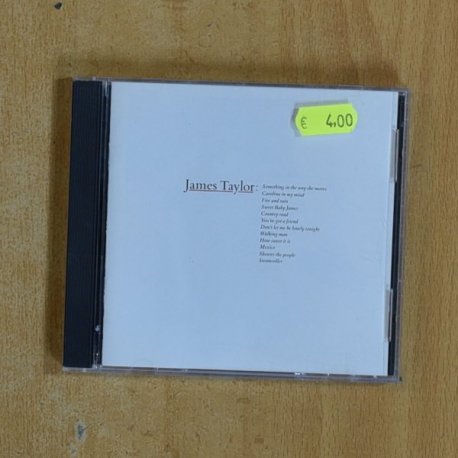 € 4,00
James Taylor: Something in the way she moves
Carolina in my mind
Fire and rain
Sweet Baby James
Country road
You've got a friend
Don't let me be lonely tonight
Walking man
How sweet it is
Mexico
Shower the people
Steamroller